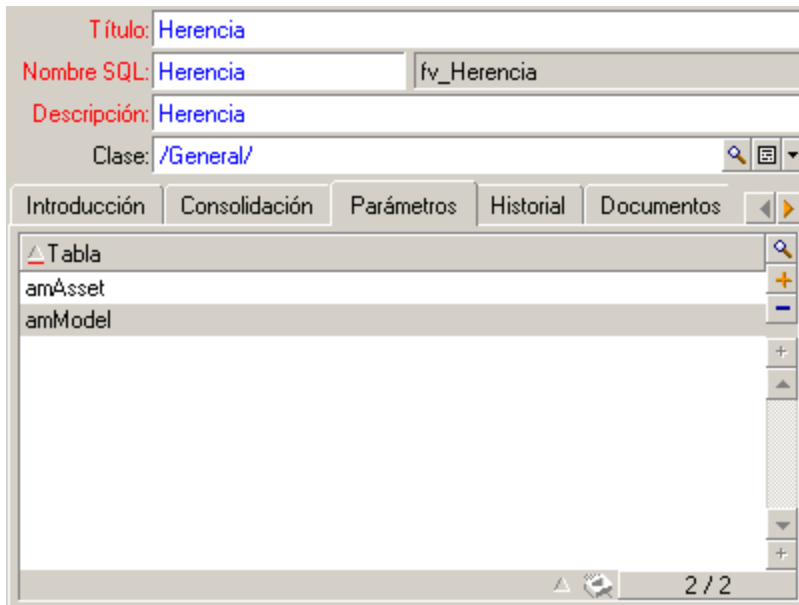 Título: Herencia
Nombre SQL: Herencia fv_Herencia
Descripción: Herencia
Clase: /General/
Introducción Consolidación Parámetros Historial Documentos
Tabla
amAsset
amModel
2 / 2